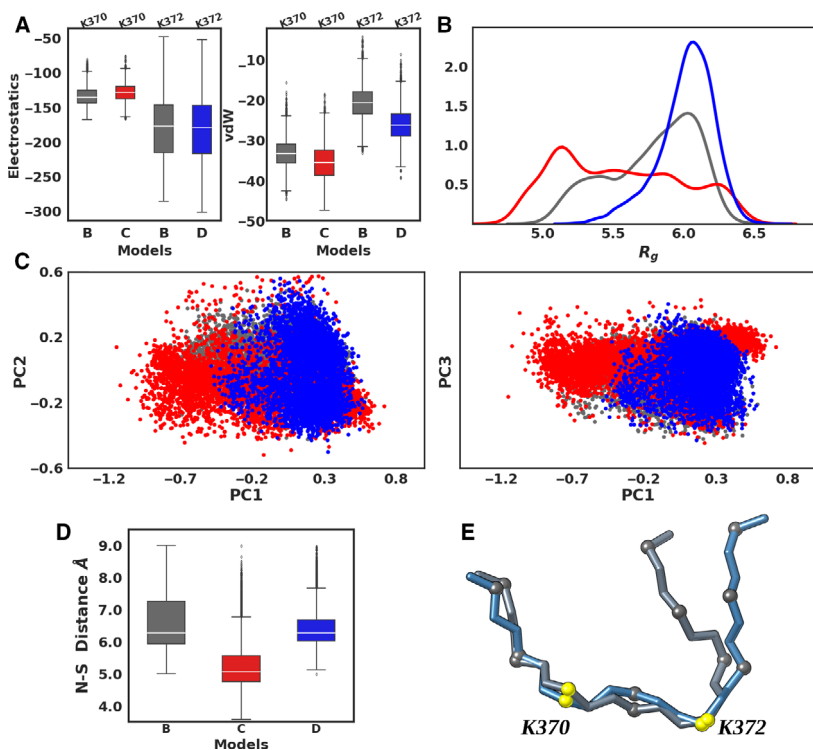 A
K370
K370
K372
K372
K370
K370
K372
K372
B
−50
−100
−150
−200
−250
−300
Electrostatics
B
C
B
D
Models
−10
−20
−30
−40
−50
vdW
B
C
B
D
Models
2.0
1.5
1.0
0.5
5.0
5.5
6.0
6.5
Rg
C
0.6
0.2
−0.2
−0.6
PC2
−1.2
−0.7
−0.2
0.3
0.8
PC1
PC3
−1.2
−0.7
−0.2
0.3
0.8
PC1
D
9.0
8.0
7.0
6.0
5.0
4.0
N-S Distance Å
B
C
D
Models
E
K370
K372